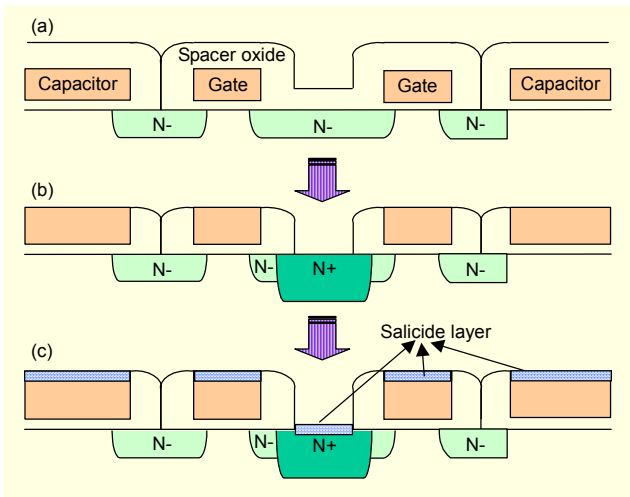 (a)
Spacer oxide
Capacitor
Gate
Gate
Capacitor
N-
N-
N-
(b)
N-
N-
N+
N-
Salicide layer
(c)
N-
N-
N+
N-